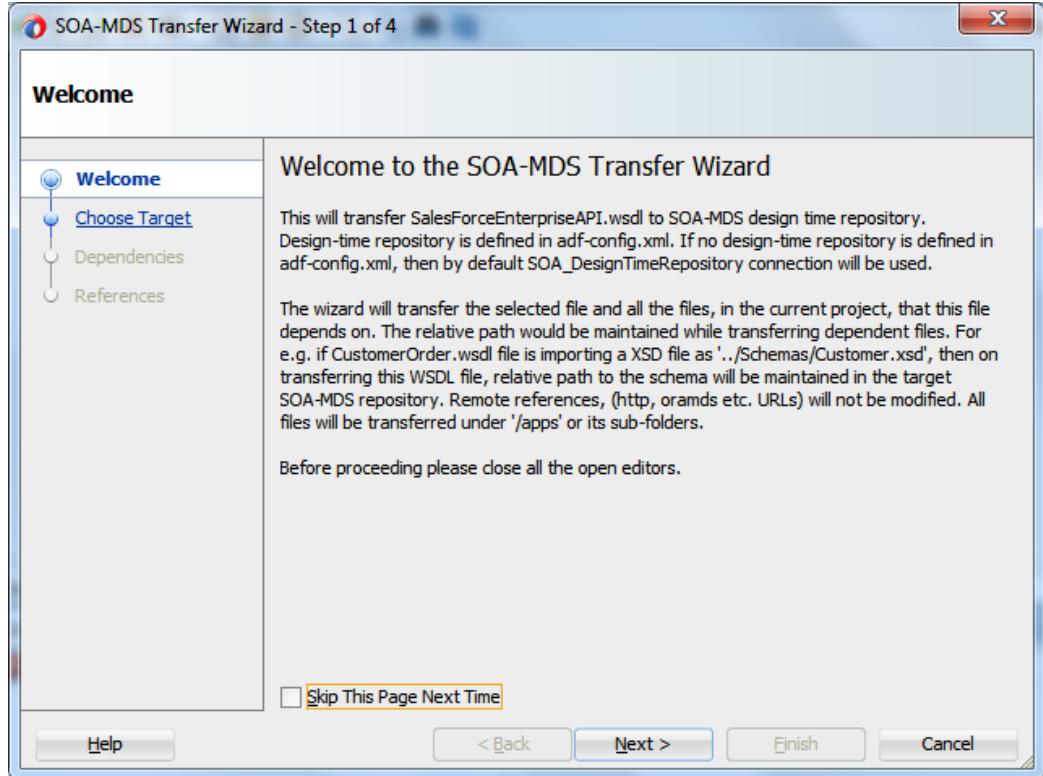 SOA-MDS Transfer Wizard - Step 1 of 4
Welcome
Welcome
Choose Target
Dependencies
References
Welcome to the SOA-MDS Transfer Wizard
This will transfer SalesForceEnterpriseAPI.wsdl to SOA-MDS design time repository.
Design-time repository is defined in adf-config.xml. If no design-time repository is defined in
adf-config.xml, then by default SOA_DesignTimeRepository connection will be used.
The wizard will transfer the selected file and all the files, in the current project, that this file
depends on. The relative path would be maintained while transferring dependent files. For
e.g. if CustomerOrder.wsdl file is importing a XSD file as '../Schemas/Customer.xsd', then on
transferring this WSDL file, relative path to the schema will be maintained in the target
SOA-MDS repository. Remote references, (http, oramds etc. URLs) will not be modified. All
files will be transferred under '/apps' or its sub-folders.
Before proceeding please close all the open editors.
Skip This Page Next Time
Help
< Back
Next >
Finish
Cancel